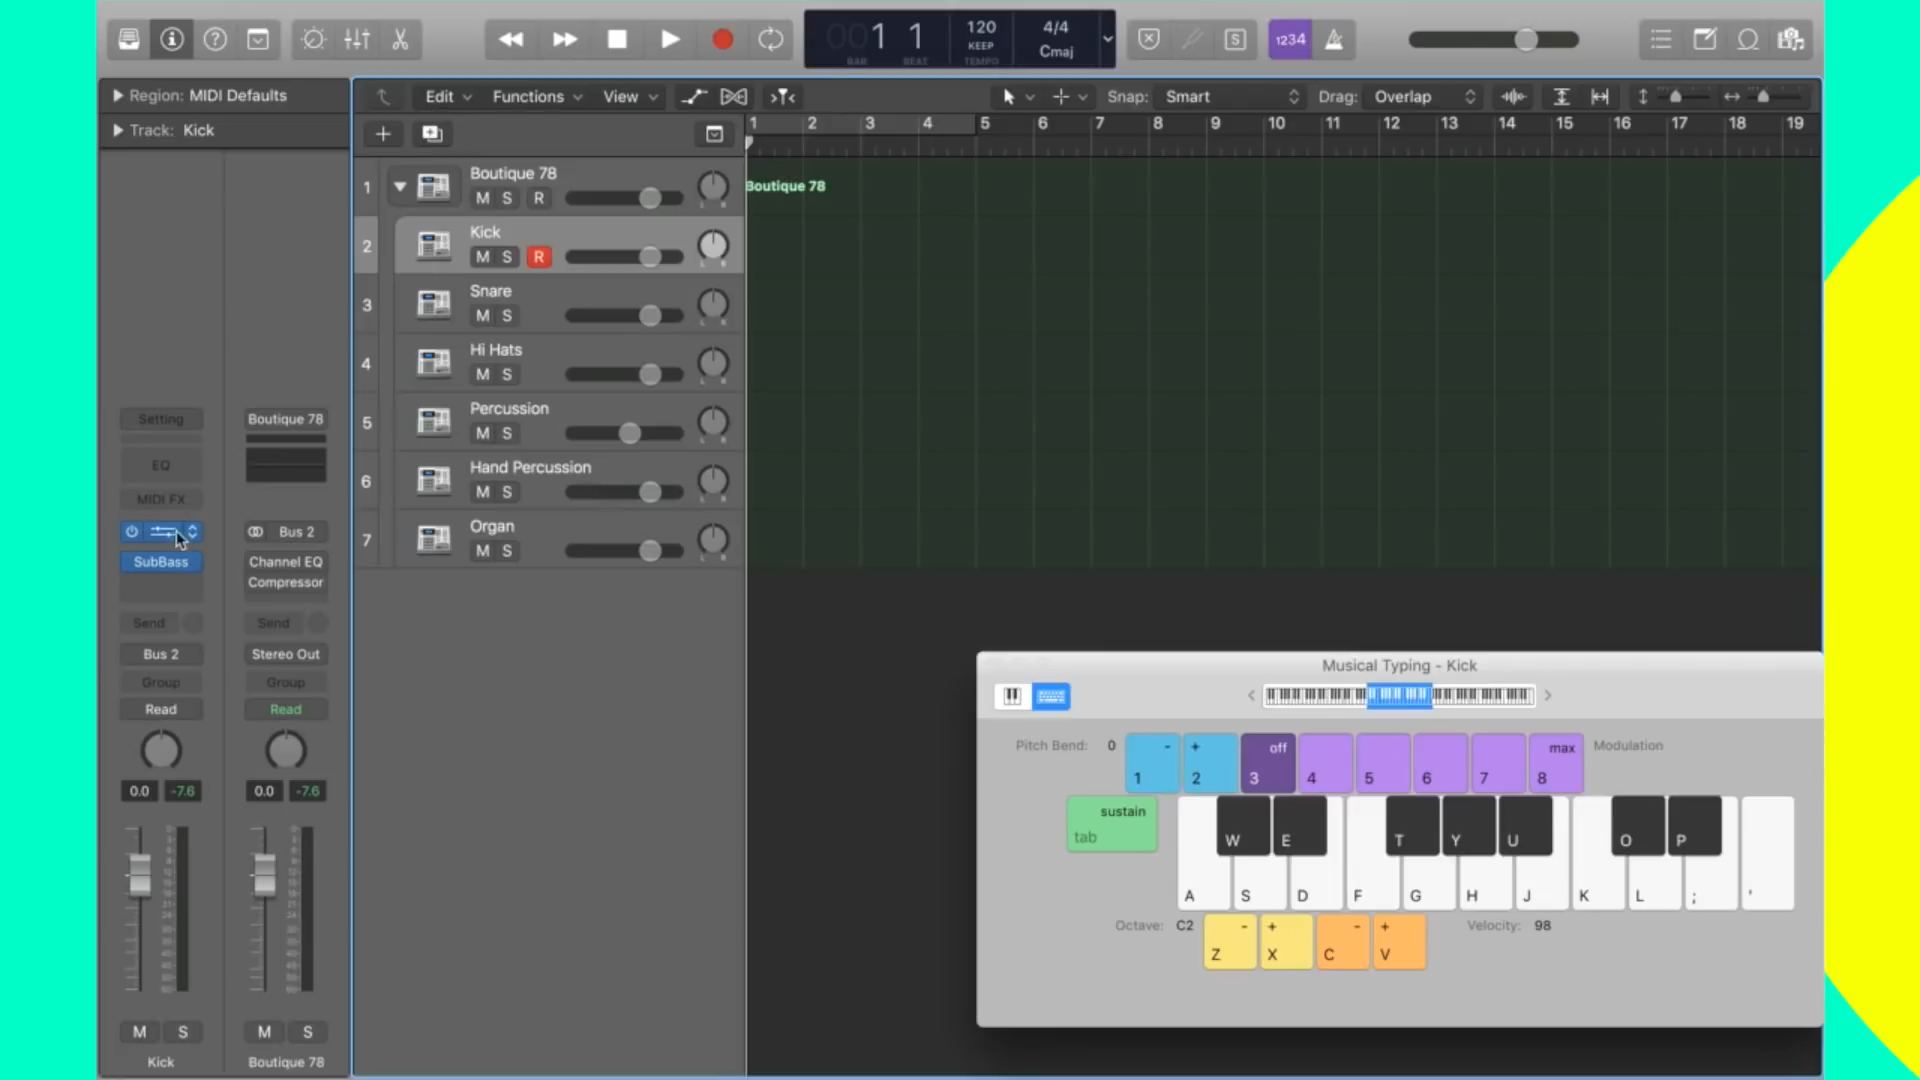 001 1
BAR BEAT
120
KEEP
TEMPO
4/4
Cmaj
S
1234
Region: MIDI Defaults
Track: Kick
Edit Functions View
Snap: Smart
Drag: Overlap
1 2 3 4 5 6 7 8 9 10 11 12 13 14 15 16 17 18 19
1 Boutique 78
M S R
Boutique 78
2 Kick
M S R
3 Snare
M S
4 Hi Hats
M S
5 Percussion
M S
6 Hand Percussion
M S
7 Organ
M S
Setting
EQ
MIDI FX
SubBass
Send
Bus 2
Group
Read
0.0 -7.6
M S
Kick
Boutique 78
Bus 2
Channel EQ
Compressor
Send
Stereo Out
Group
Read
0.0 -7.6
M S
Boutique 78
Musical Typing - Kick
Pitch Bend: 0
- +
1 2
off max
3 4 5 6 7 8
Modulation
sustain
tab
W E T Y U O P
A S D F G H J K L ; '
Octave: C2
- + - +
Z X C V
Velocity: 98